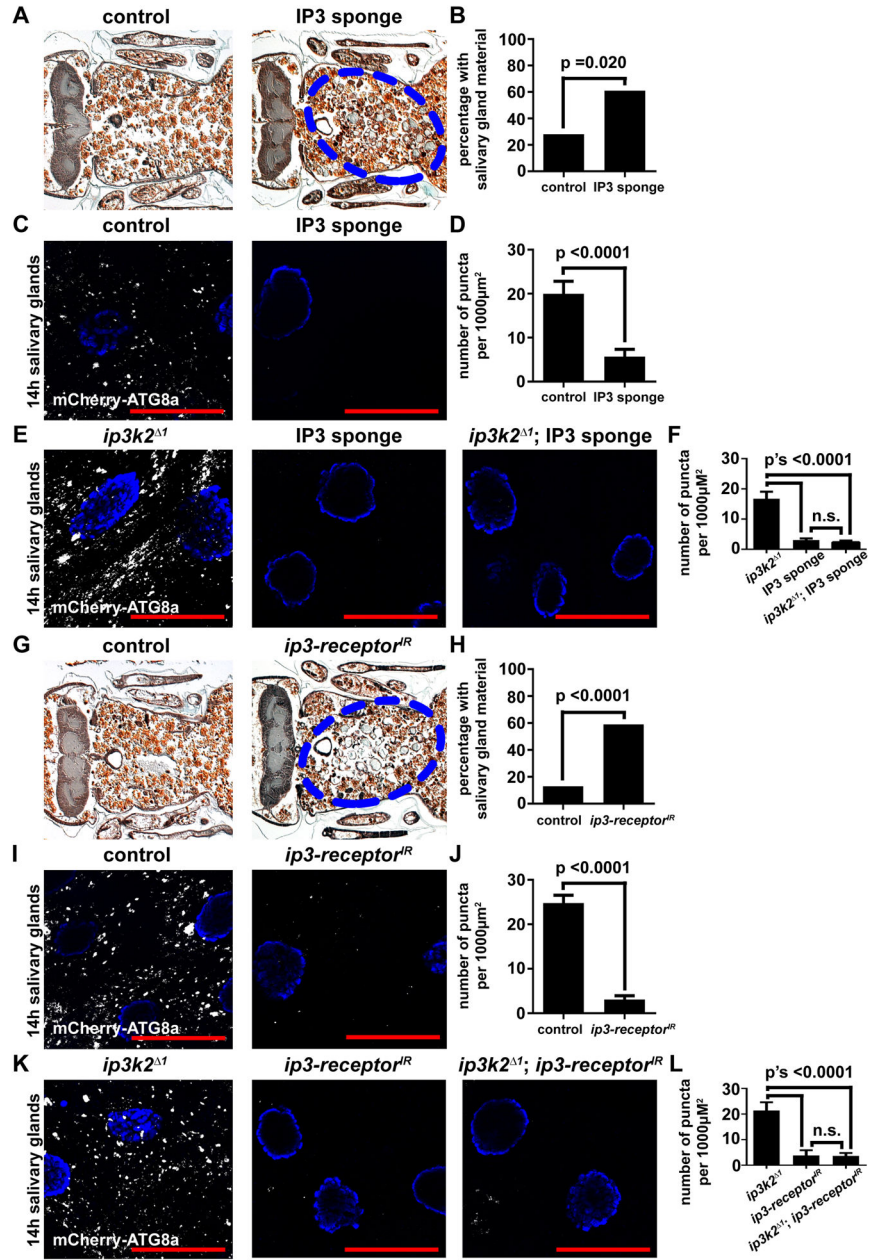 A
control
IP3 sponge
B
percentage with
salivary gland material
100
80
60
40
20
0
p =0.020
control
IP3 sponge
C
control
IP3 sponge
14h salivary glands
mCherry-ATG8a
D
number of puncta
per 1000μm²
30
20
10
0
p <0.0001
control
IP3 sponge
E
ip3k2Δ1
IP3 sponge
ip3k2Δ1; IP3 sponge
14h salivary glands
mCherry-ATG8a
F
number of puncta
per 1000μM²
30
20
10
0
p's <0.0001
n.s.
ip3k2Δ1
IP3 sponge
ip3k2Δ1; IP3 sponge
G
control
ip3-receptorIR
H
percentage with
salivary gland material
100
80
60
40
20
0
p <0.0001
control
ip3-receptorIR
I
control
ip3-receptorIR
14h salivary glands
mCherry-ATG8a
J
number of puncta
per 1000μm²
30
20
10
0
p <0.0001
control
ip3-receptorIR
K
ip3k2Δ1
ip3-receptorIR
ip3k2Δ1; ip3-receptorIR
14h salivary glands
mCherry-ATG8a
L
number of puncta
per 1000μM²
30
20
10
0
p's <0.0001
n.s.
ip3k2Δ1
ip3-receptorIR
ip3k2Δ1; ip3-receptorIR